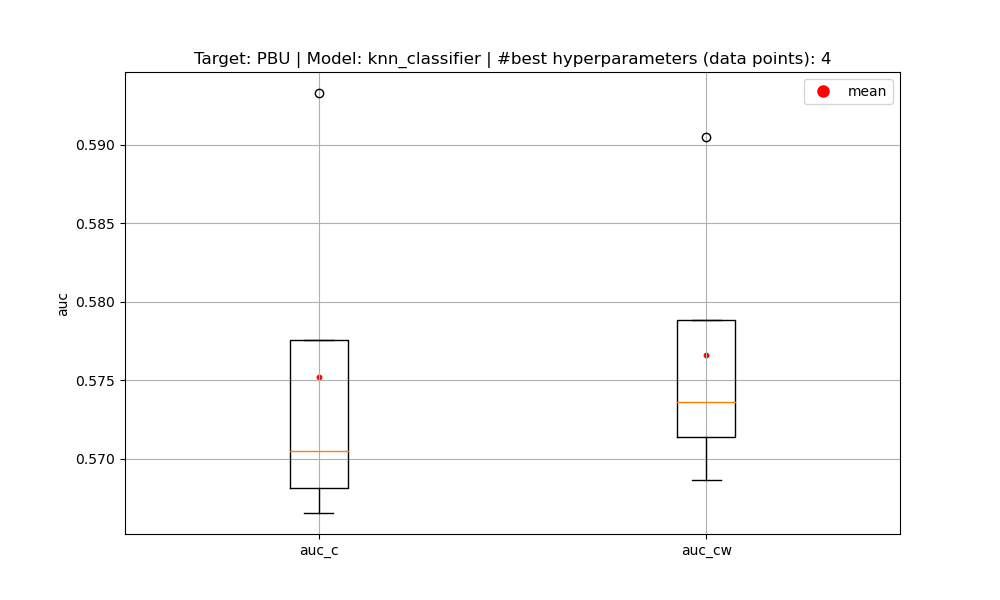 Target: PBU | Model: knn_classifier | #best hyperparameters (data points): 4
mean
0.590
0.585
0.580
0.575
0.570
auc
auc_c
auc_cw